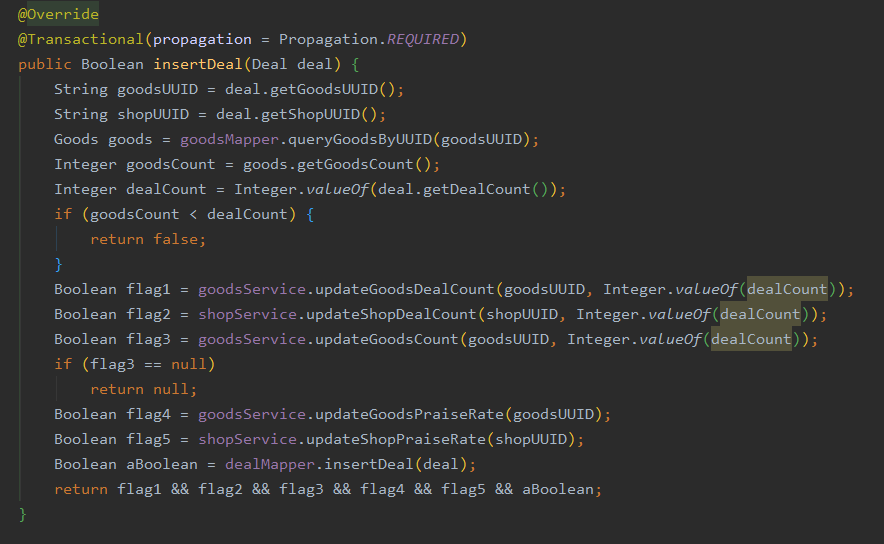 @Override
@Transactional(propagation = Propagation.REQUIRED)
public Boolean insertDeal(Deal deal) {
    String goodsUUID = deal.getGoodsUUID();
    String shopUUID = deal.getShopUUID();
    Goods goods = goodsMapper.queryGoodsByUUID(goodsUUID);
    Integer goodsCount = goods.getGoodsCount();
    Integer dealCount = Integer.valueOf(deal.getDealCount());
    if (goodsCount < dealCount) {
        return false;
    }
    Boolean flag1 = goodsService.updateGoodsDealCount(goodsUUID, Integer.valueOf(dealCount));
    Boolean flag2 = shopService.updateShopDealCount(shopUUID, Integer.valueOf(dealCount));
    Boolean flag3 = goodsService.updateGoodsCount(goodsUUID, Integer.valueOf(dealCount));
    if (flag3 == null)
        return null;
    Boolean flag4 = goodsService.updateGoodsPraiseRate(goodsUUID);
    Boolean flag5 = shopService.updateShopPraiseRate(shopUUID);
    Boolean aBoolean = dealMapper.insertDeal(deal);
    return flag1 && flag2 && flag3 && flag4 && flag5 && aBoolean;
}